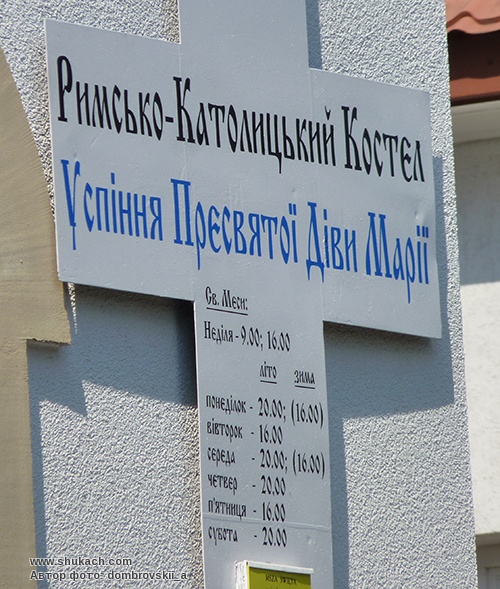 Римсько-Католицький Костел
Успіння Пресвятої Діви Марії
Св. Меси:
Неділя - 9.00; 16.00
літо зима
понеділок - 20.00; (16.00)
вівторок - 16.00
середа - 20.00; (16.00)
четвер - 20.00
п'ятниця - 16.00
субота - 20.00
MSZA ŚWIĘTA
www.shukach.com
Автор фото: dombrovskii_a